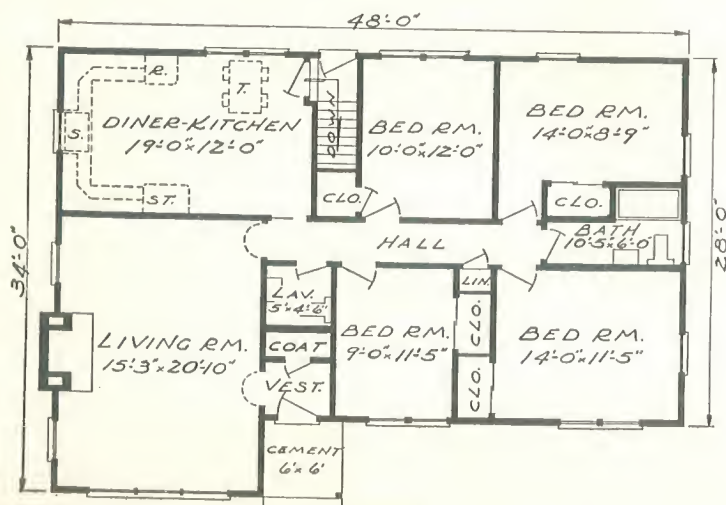 48'-0"
R.
T.
DINER-KITCHEN
19'-0"x12'-0"
S.
ST.
DOWN
CLO.
BED RM.
10'-0"x12'-0"
BED RM.
14'-0"x8'-9"
CLO.
BATH
10'-5"x6'-0"
34'-0"
28'-0"
HALL
LAV.
5'x4'-6"
LIN.
LIVING RM.
15'-3"x20'-10"
COAT
VEST.
BED RM.
9'-0"x11'-5"
CLO.
CLO.
BED RM.
14'-0"x11'-5"
CEMENT
6'x6'